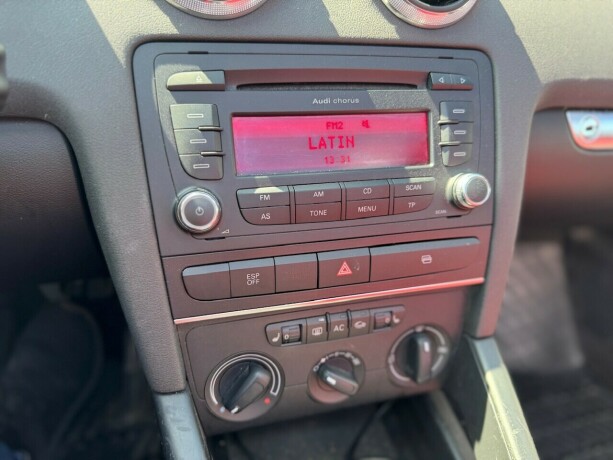 Audi chorus
FM2
LATIN
13 31
FM AM CD SCAN
AS TONE MENU TP
ESP
OFF
AC